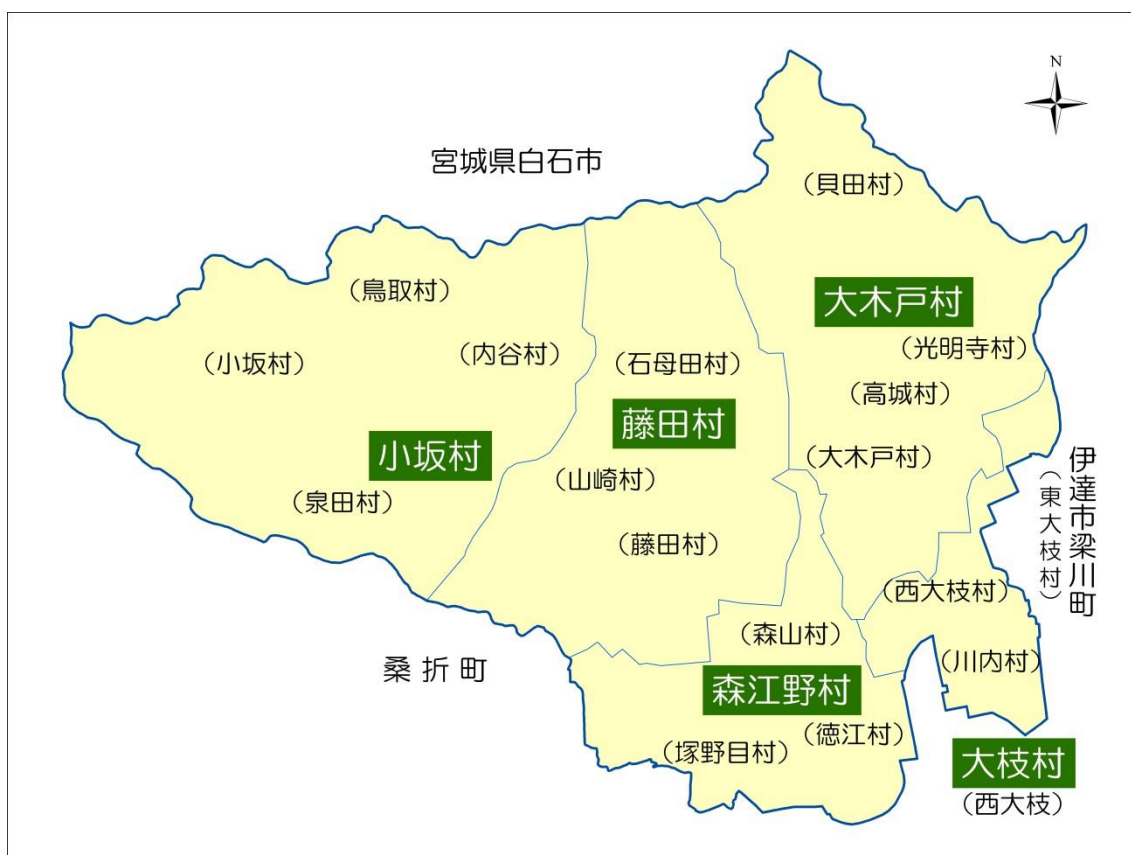 N
宮城県白石市
（貝田村）
（鳥取村）
大木戸村
（小坂村）
（内谷村）
（石母田村）
（光明寺村）
（高城村）
藤田村
小坂村
（大木戸村）
（山崎村）
（泉田村）
（藤田村）
伊達市梁川町
（東大枝村）
（西大枝村）
（森山村）
桑折町
（川内村）
森江野村
（徳江村）
（塚野目村）
大枝村
（西大枝）